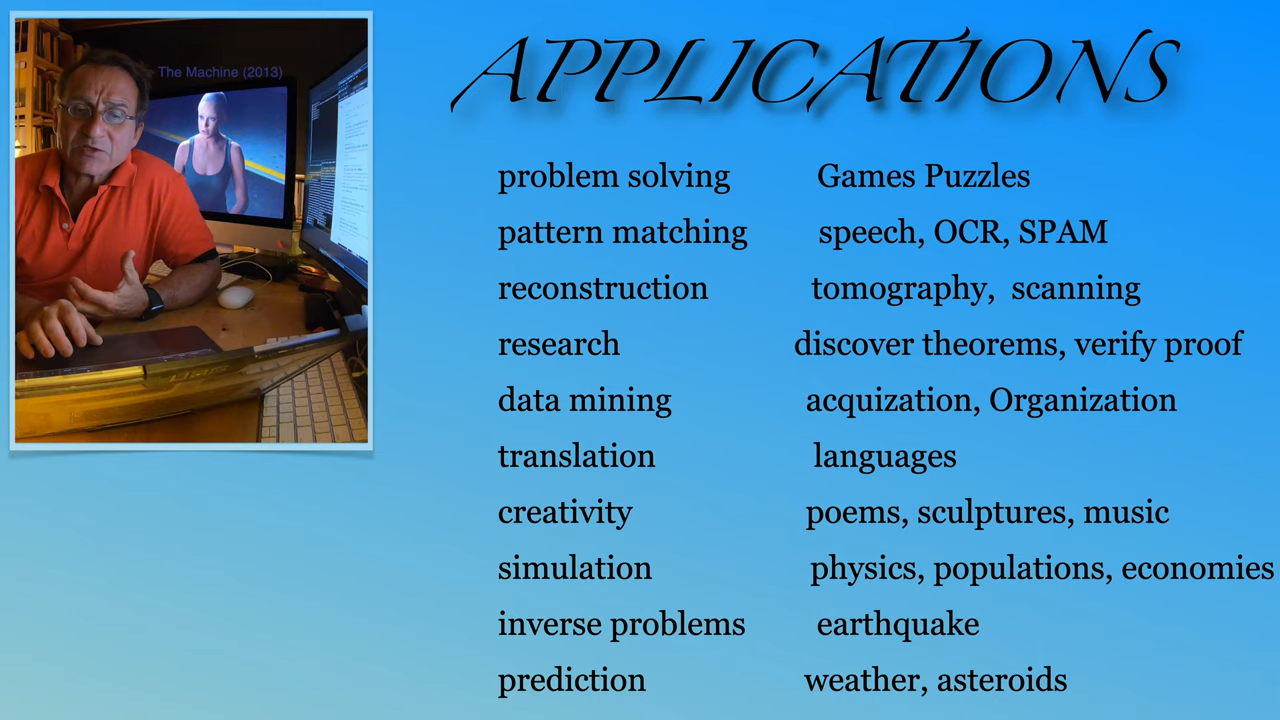 The Machine (2013)
APPLICATIONS
problem solving Games Puzzles
pattern matching speech, OCR, SPAM
reconstruction tomography, scanning
research discover theorems, verify proof
data mining acquization, Organization
translation languages
creativity poems, sculptures, music
simulation physics, populations, economies
inverse problems earthquake
prediction weather, asteroids